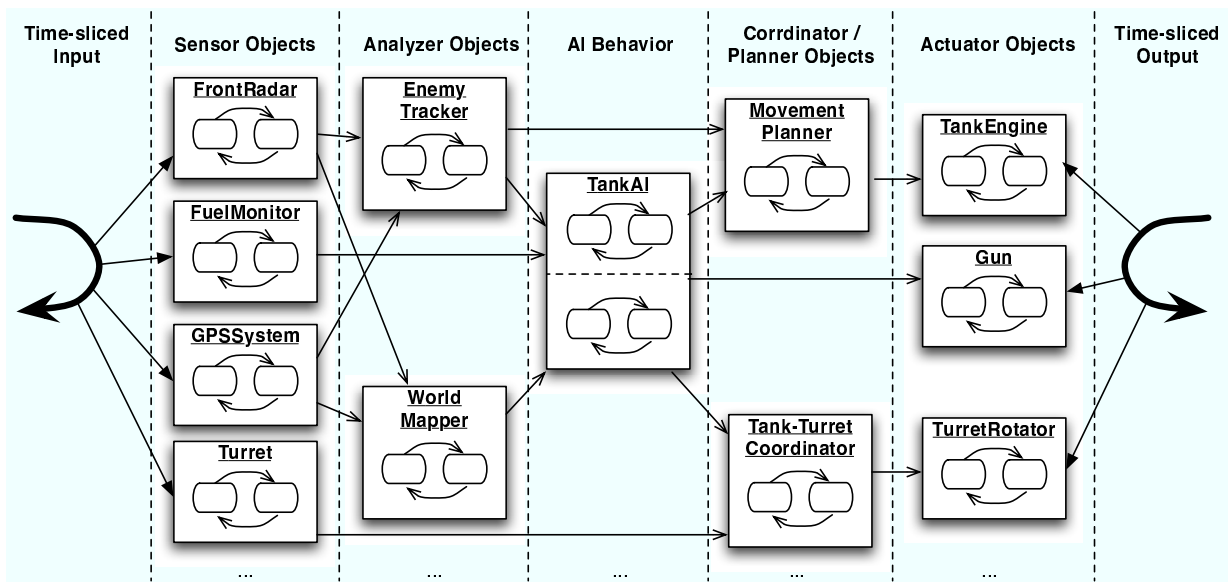 Time-sliced
Input
Sensor Objects
Analyzer Objects
AI Behavior
Corrdinator /
Planner Objects
Actuator Objects
Time-sliced
Output
FrontRadar
FuelMonitor
GPSSystem
Turret
...
Enemy
Tracker
World
Mapper
...
TankAI
...
Movement
Planner
Tank-Turret
Coordinator
...
TankEngine
Gun
TurretRotator
...